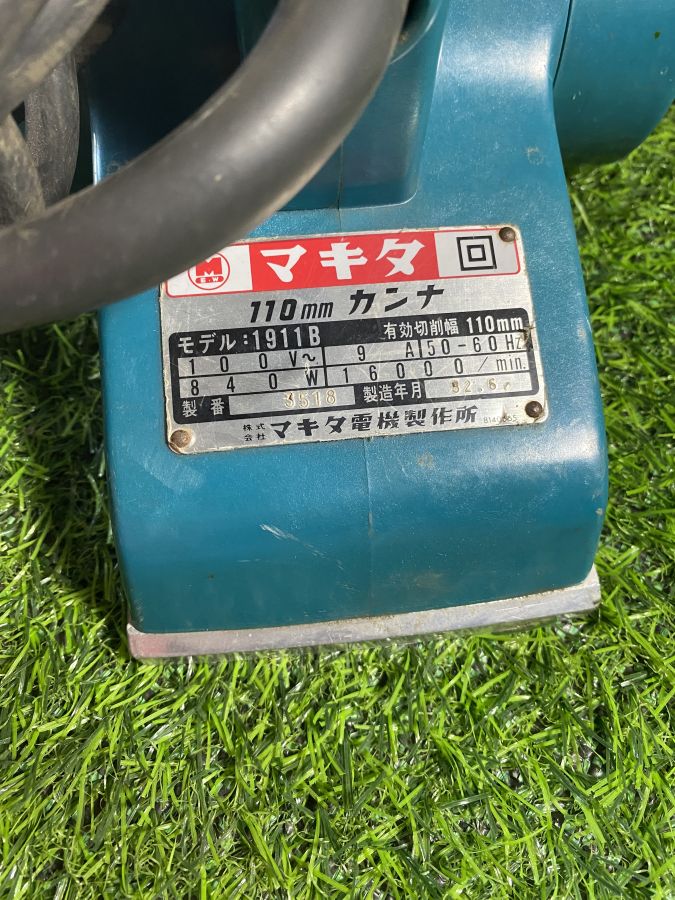 M
E.W
マキタ
110mm カンナ
モデル:1911B 有効切削幅 110mm
100V～ 9A 50-60HZ
840W 16000/min.
製番 3518 製造年月 52.6
株式会社 マキタ電機製作所